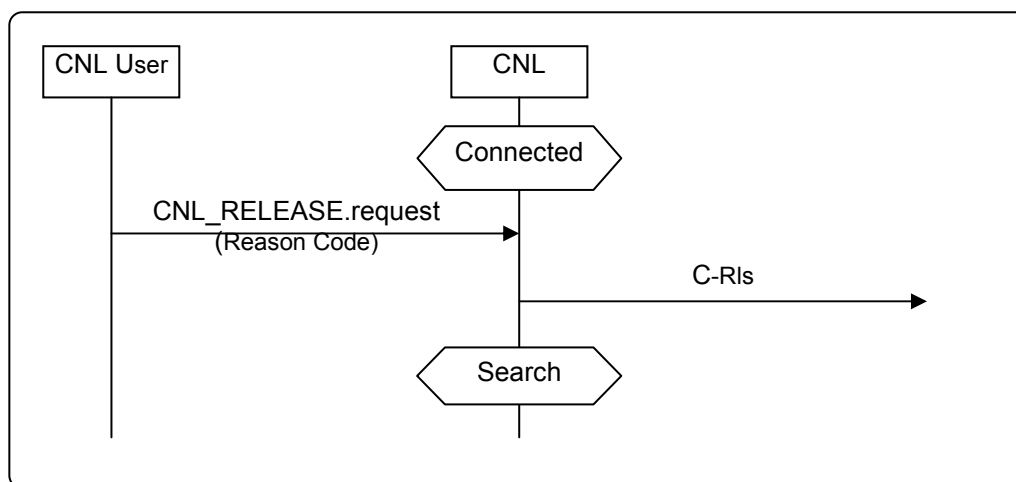 CNL User
CNL
Connected
CNL_RELEASE.request
(Reason Code)
C-Rls
Search